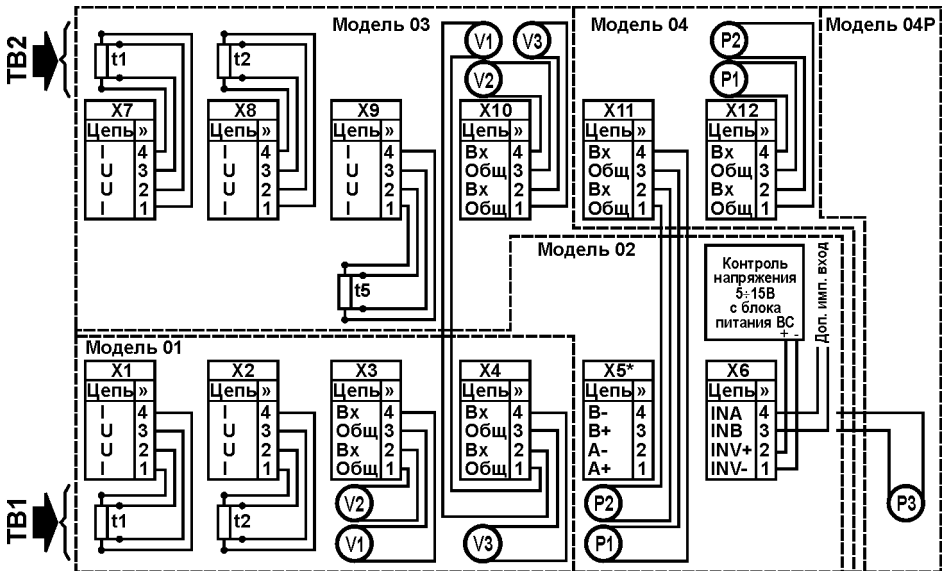 ТВ2
Модель 03
Модель 04
Модель 04Р
t1
t2
V1
V3
V2
P2
P1
X7
Цепь »
I 4
U 3
U 2
I 1
X8
Цепь »
I 4
U 3
U 2
I 1
X9
Цепь »
I 4
U 3
U 2
I 1
X10
Цепь »
Вх 4
Общ 3
Вх 2
Общ 1
X11
Цепь »
Вх 4
Общ 3
Вх 2
Общ 1
X12
Цепь »
Вх 4
Общ 3
Вх 2
Общ 1
t5
Модель 02
Контроль
напряжения
5÷15В
с блока
питания ВС
+ -
Доп. имп. вход
Модель 01
X1
Цепь »
I 4
U 3
U 2
I 1
X2
Цепь »
I 4
U 3
U 2
I 1
X3
Цепь »
Вх 4
Общ 3
Вх 2
Общ 1
X4
Цепь »
Вх 4
Общ 3
Вх 2
Общ 1
X5*
Цепь »
B- 4
B+ 3
A- 2
A+ 1
X6
Цепь »
INA 4
INB 3
INV+ 2
INV- 1
ТВ1
t1
t2
V2
V1
V3
P2
P1
P3